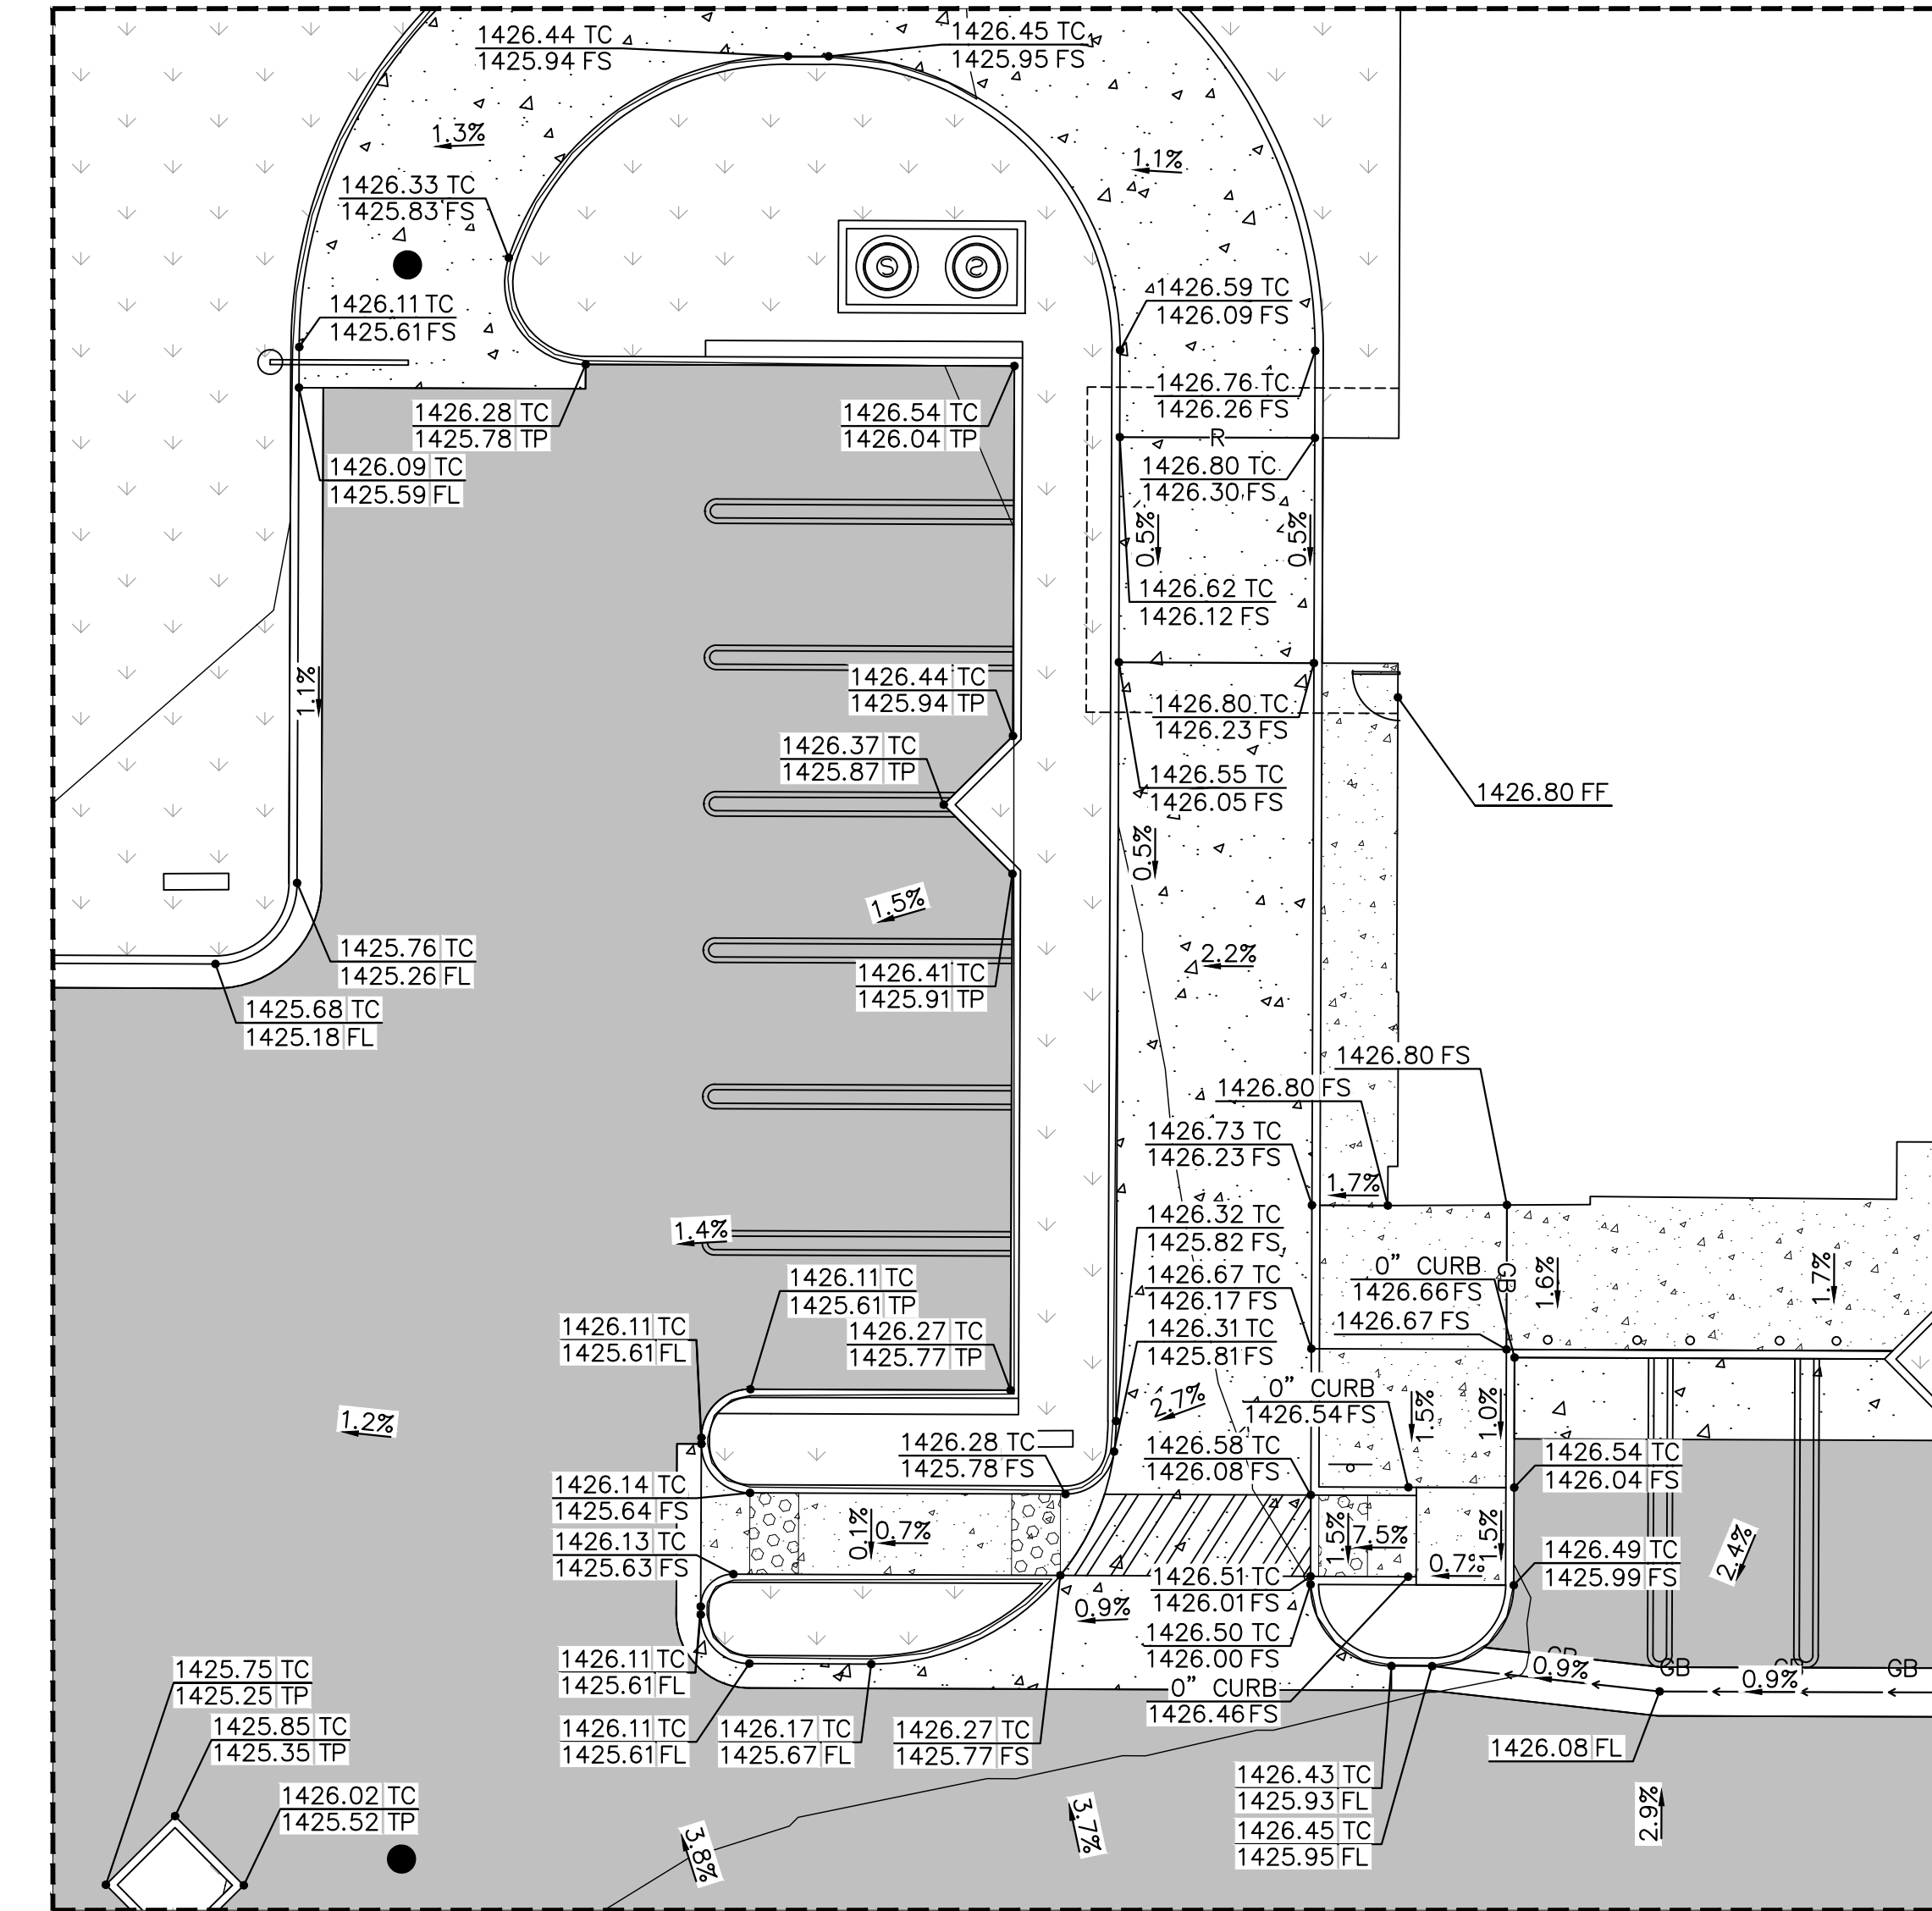 1426.44 TC
1425.94 FS
1426.45 TC
1425.95 FS
1.3%
1.1%
1426.33 TC
1425.83 FS
S
S
1426.11 TC
1425.61 FS
1426.59 TC
1426.09 FS
1426.76 TC
1426.26 FS
1426.28 TC
1425.78 TP
1426.54 TC
1426.04 TP
R
1426.09 TC
1425.59 FL
1426.80 TC
1426.30 FS
0.5%
0.5%
1426.62 TC
1426.12 FS
1.1%
1426.44 TC
1425.94 TP
1426.80 TC
1426.23 FS
1426.37 TC
1425.87 TP
1426.55 TC
1426.05 FS
1426.80 FF
0.5%
1.5%
1425.76 TC
1425.26 FL
2.2%
1426.41 TC
1425.91 TP
1425.68 TC
1425.18 FL
1426.80 FS
1426.80 FS
1426.73 TC
1426.23 FS
1.7%
1.4%
1426.32 TC
1425.82 FS
0" CURB
1426.66 FS
GB
1.6%
1.7%
1426.11 TC
1425.61 TP
1426.67 TC
1426.17 FS
1426.67 FS
1426.11 TC
1425.61 FL
1426.27 TC
1425.77 TP
1426.31 TC
1425.81 FS
2.7%
0" CURB
1426.54 FS
1.5%
1.0%
1.2%
1426.28 TC
1425.78 FS
1426.58 TC
1426.08 FS
1426.54 TC
1426.04 FS
1426.14 TC
1425.64 FS
0.1%
0.7%
1.5%
7.5%
1.5%
2.4%
1426.13 TC
1425.63 FS
0.7%
1426.49 TC
1425.99 FS
1426.51 TC
1426.01 FS
0.9%
1426.50 TC
1426.00 FS
1426.11 TC
1425.61 FL
0" CURB
1426.46 FS
GB
0.9%
GB
0.9%
GB
GB
1425.75 TC
1425.25 TP
1425.85 TC
1425.35 TP
1426.11 TC
1425.61 FL
1426.17 TC
1425.67 FL
1426.27 TC
1425.77 FS
1426.08 FL
1426.02 TC
1425.52 TP
1426.43 TC
1425.93 FL
1426.45 TC
1425.95 FL
3.8%
3.7%
2.9%